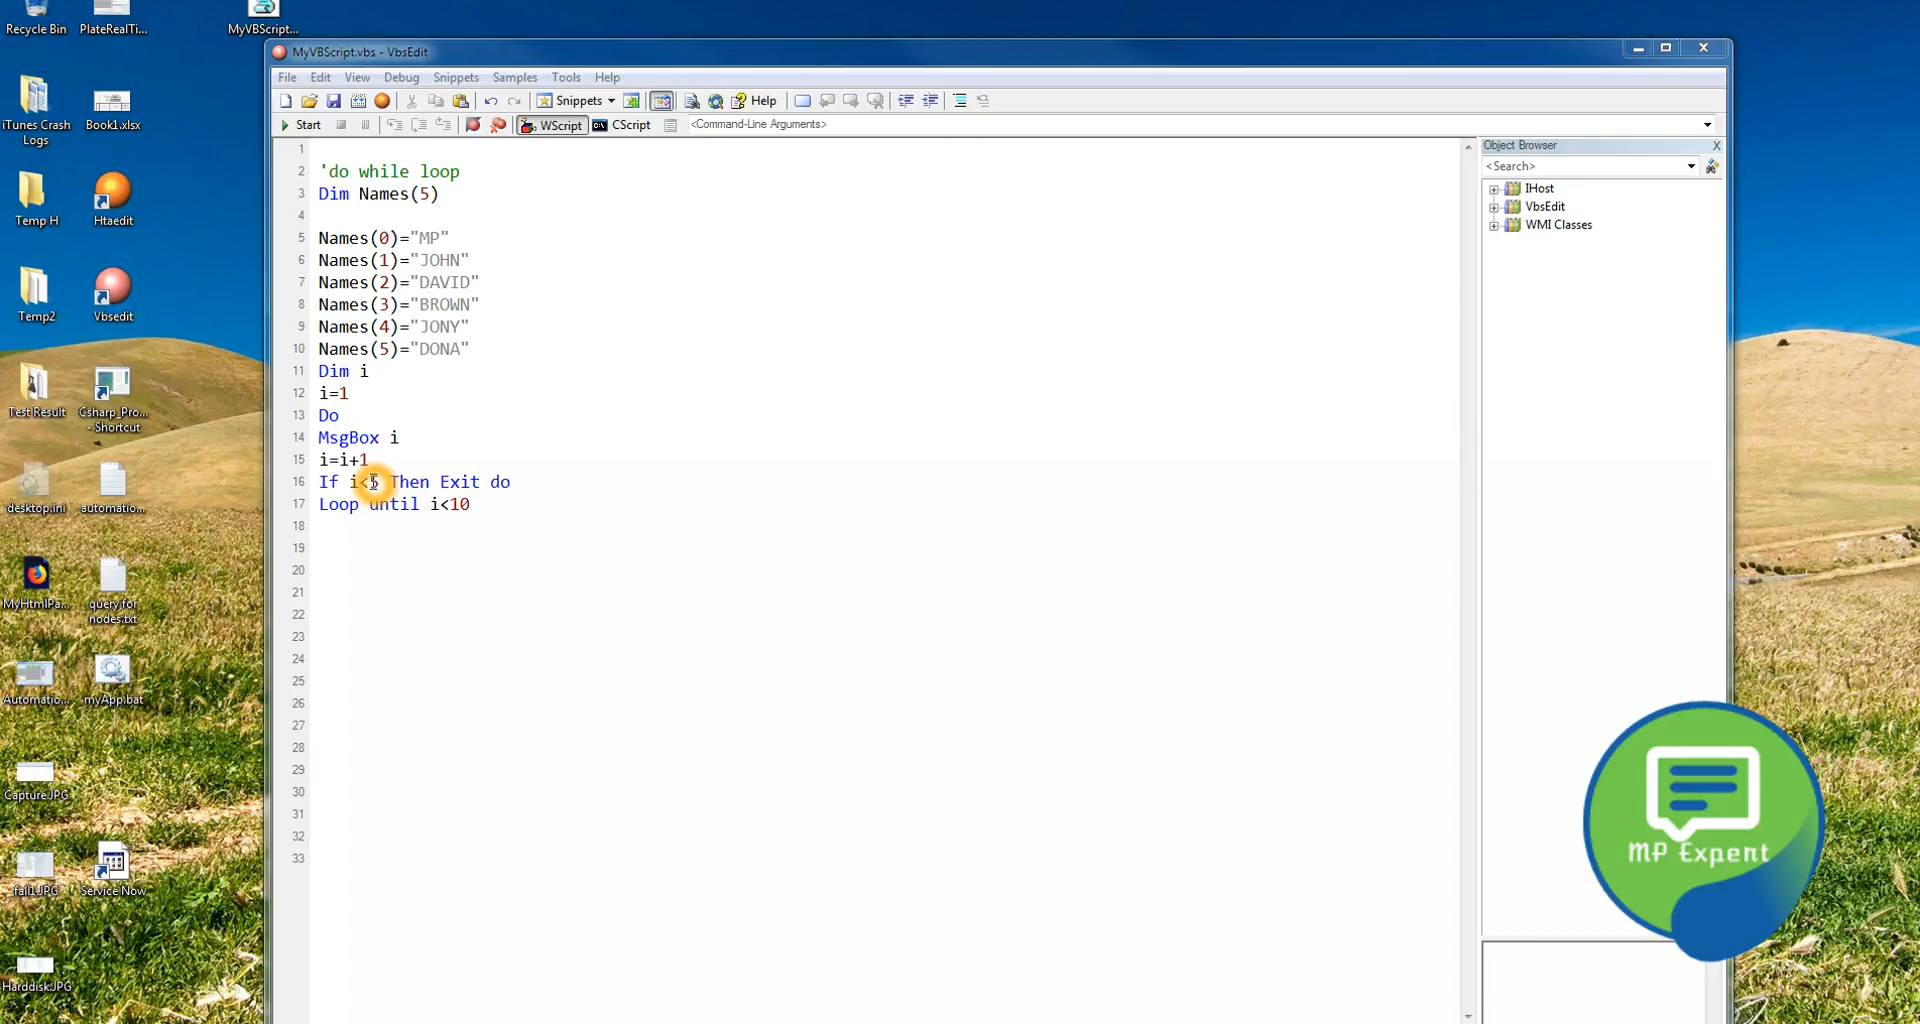 Recycle Bin
PlateRealTi...
MyVBScript...
iTunes Crash
Logs
Book1.xlsx
Temp H
Htaedit
Temp2
Vbsedit
Test Result
Csharp_Pro...
- Shortcut
desktop.ini
automatio...
MyHtmlPa...
query for
nodes.txt
Automatio...
myApp.bat
Capture.JPG
fail1.JPG
Service Now
Harddisk.JPG
MyVBScript.vbs - VbsEdit
File Edit View Debug Snippets Samples Tools Help
Snippets Help
Start WScript CScript <Command-Line Arguments>
1
2 'do while loop
3 Dim Names(5)
4
5 Names(0)="MP"
6 Names(1)="JOHN"
7 Names(2)="DAVID"
8 Names(3)="BROWN"
9 Names(4)="JONY"
10 Names(5)="DONA"
11 Dim i
12 i=1
13 Do
14 MsgBox i
15 i=i+1
16 If i<5 Then Exit do
17 Loop until i<10
18
19
20
21
22
23
24
25
26
27
28
29
30
31
32
33
Object Browser X
<Search>
IHost
VbsEdit
WMI Classes
MP Expert